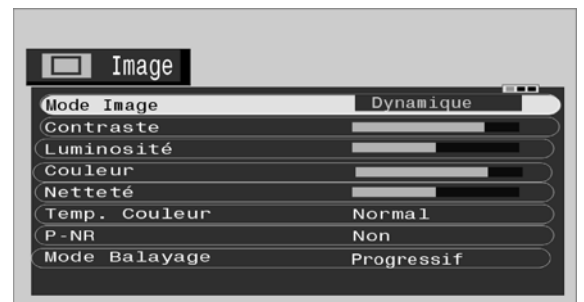 Image
Mode Image Dynamique
Contraste
Luminosité
Couleur
Netteté
Temp. Couleur Normal
P-NR Non
Mode Balayage Progressif